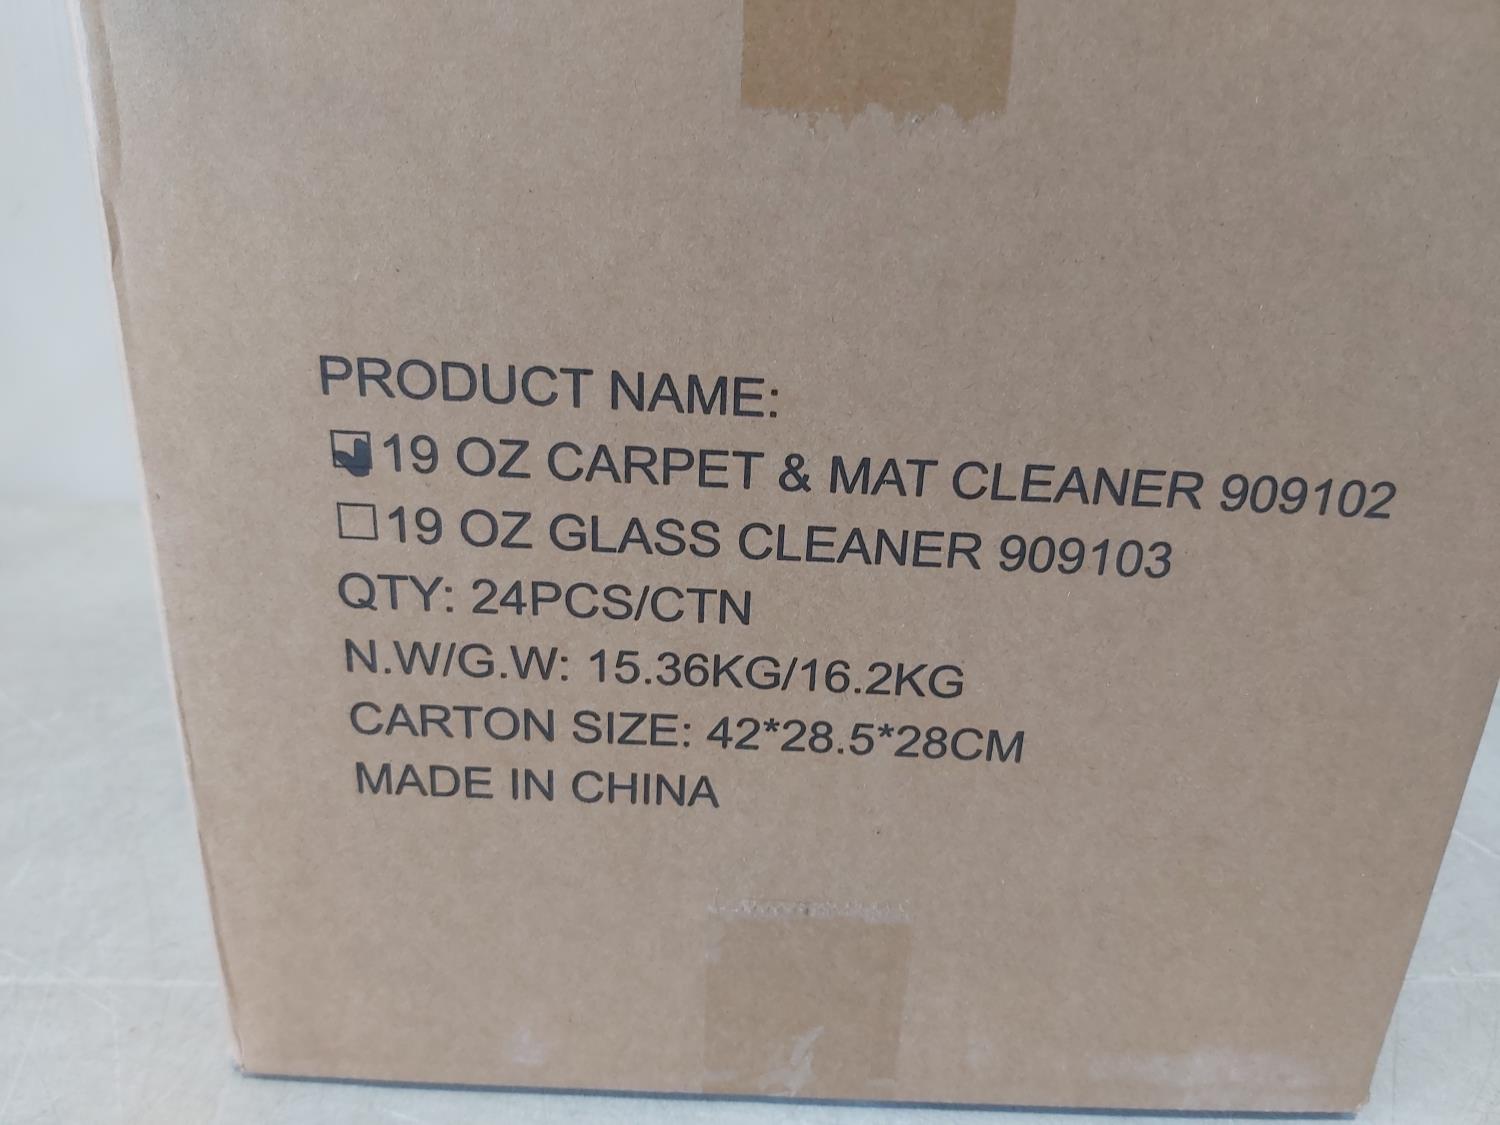 PRODUCT NAME:
19 OZ CARPET & MAT CLEANER 909102
19 OZ GLASS CLEANER 909103
QTY: 24PCS/CTN
N.W/G.W: 15.36KG/16.2KG
CARTON SIZE: 42*28.5*28CM
MADE IN CHINA